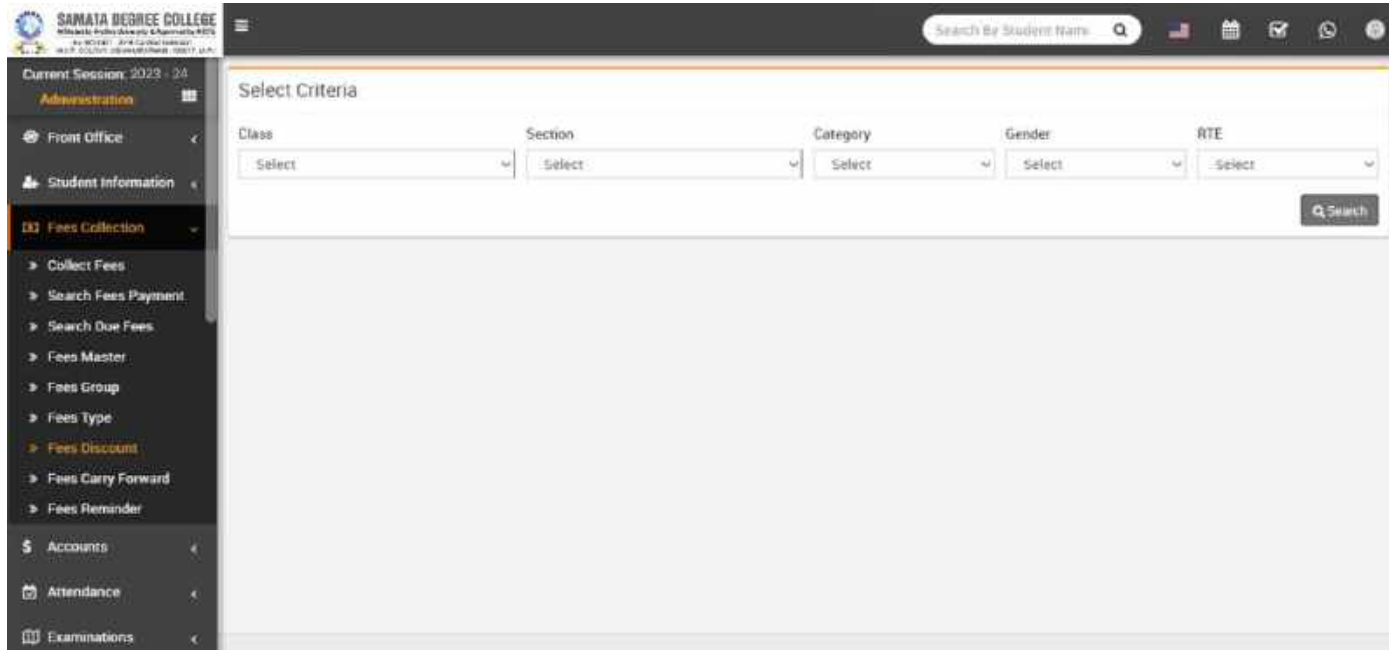 SAMATA DEGREE COLLEGE
Search By Student Name
Current Session: 2023 - 24
Administration
Front Office
Student Information
Fees Collection
Collect Fees
Search Fees Payment
Search Due Fees
Fees Master
Fees Group
Fees Type
Fees Discount
Fees Carry Forward
Fees Reminder
$ Accounts
Attendance
Examinations
Select Criteria
Class Section Category Gender RTE
Select Select Select Select Select
Search